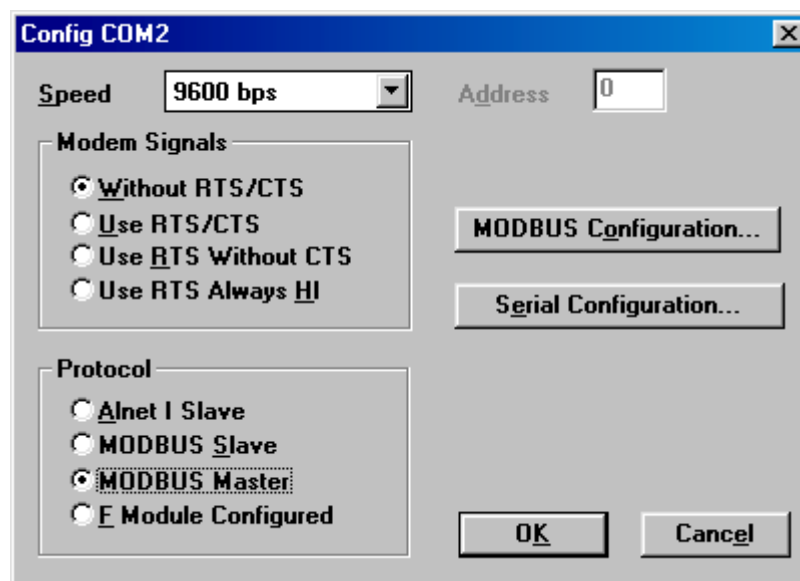 Config COM2
Speed 9600 bps Address 0
Modem Signals
Without RTS/CTS
Use RTS/CTS
Use RTS Without CTS
Use RTS Always HI
MODBUS Configuration...
Serial Configuration...
Protocol
Alnet I Slave
MODBUS Slave
MODBUS Master
F Module Configured
OK Cancel